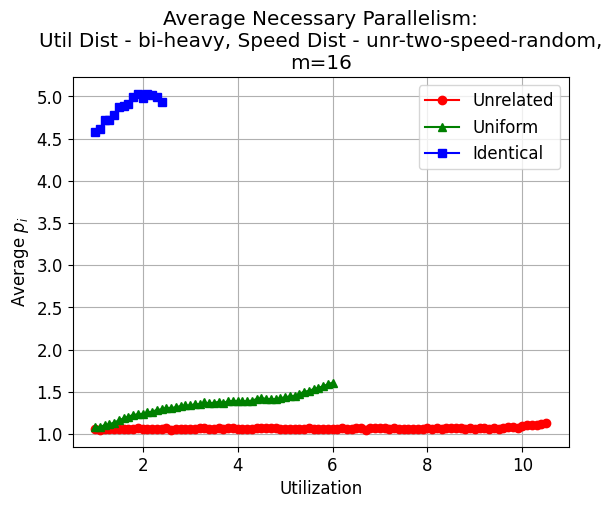 Average Necessary Parallelism:
Util Dist - bi-heavy, Speed Dist - unr-two-speed-random,
m=16
Unrelated
Uniform
Identical
5.0
4.5
4.0
3.5
3.0
2.5
2.0
1.5
1.0
Average p_i
2
4
6
8
10
Utilization